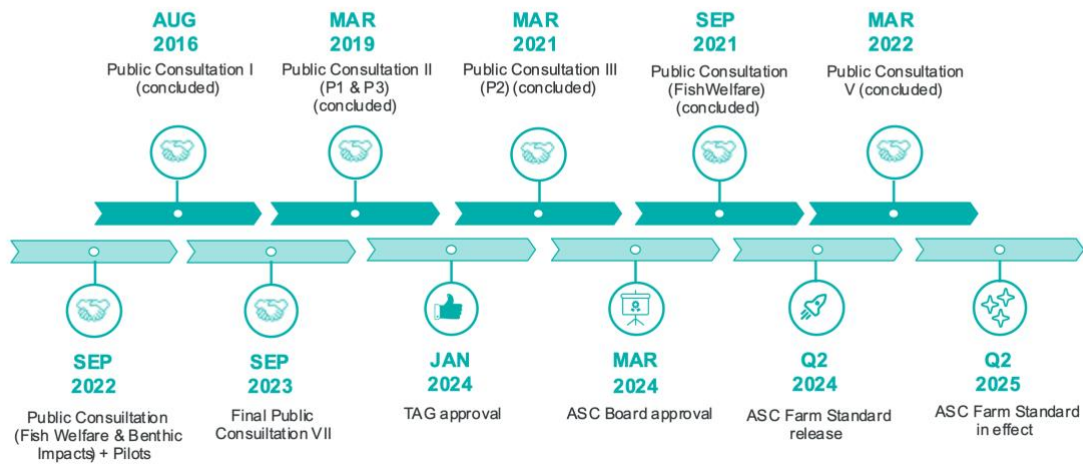 AUG
2016
Public Consultation I
(concluded)
MAR
2019
Public Consultation II
(P1 & P3)
(concluded)
MAR
2021
Public Consultation III
(P2) (concluded)
SEP
2021
Public Consultation
(FishWelfare)
(concluded)
MAR
2022
Public Consultation
V (concluded)
SEP
2022
Public Consuiltation
(Fish Welfare & Benthic
Impacts) + Pilots
SEP
2023
Final Public
Consuiltation VII
JAN
2024
TAG approval
MAR
2024
ASC Board approval
Q2
2024
ASC Farm Standard
release
Q2
2025
ASC Farm Standard
in effect